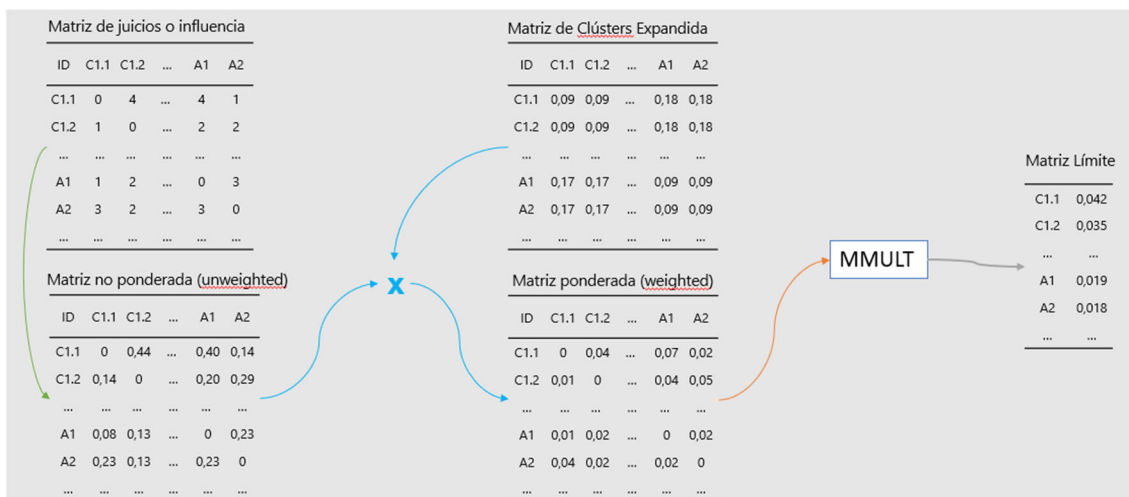 Matriz de juicios o influencia
ID C1.1 C1.2 ... A1 A2
C1.1 0 4 ... 4 1
C1.2 1 0 ... 2 2
... ... ... ... ... ...
A1 1 2 ... 0 3
A2 3 2 ... 3 0
... ... ... ... ... ...
Matriz no ponderada (unweighted)
ID C1.1 C1.2 ... A1 A2
C1.1 0 0,44 ... 0,40 0,14
C1.2 0,14 0 ... 0,20 0,29
... ... ... ... ... ...
A1 0,08 0,13 ... 0 0,23
A2 0,23 0,13 ... 0,23 0
... ... ... ... ... ...
X
Matriz de Clústers Expandida
ID C1.1 C1.2 ... A1 A2
C1.1 0,09 0,09 ... 0,18 0,18
C1.2 0,09 0,09 ... 0,18 0,18
... ... ... ... ... ...
A1 0,17 0,17 ... 0,09 0,09
A2 0,17 0,17 ... 0,09 0,09
... ... ... ... ... ...
Matriz ponderada (weighted)
ID C1.1 C1.2 ... A1 A2
C1.1 0 0,04 ... 0,07 0,02
C1.2 0,01 0 ... 0,04 0,05
... ... ... ... ... ...
A1 0,01 0,02 ... 0 0,02
A2 0,04 0,02 ... 0,02 0
... ... ... ... ... ...
MMULT
Matriz Límite
C1.1 0,042
C1.2 0,035
... ...
A1 0,019
A2 0,018
... ...